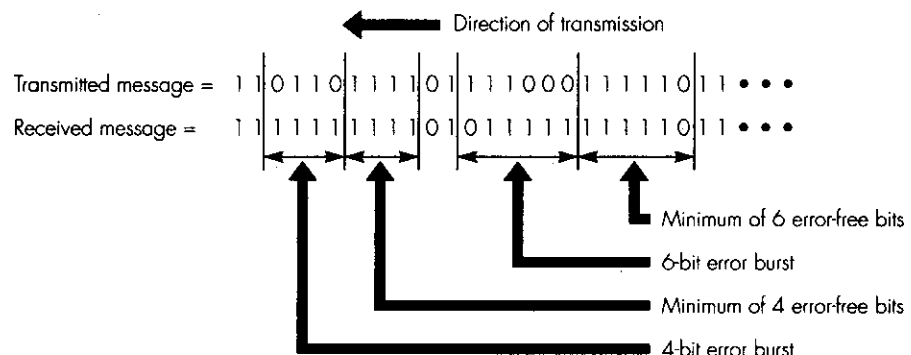 Direction of transmission
Transmitted message = 1 1 0 1 1 0 1 1 1 1 0 1 1 1 1 0 0 0 1 1 1 1 1 0 1 1 • • •
Received message = 1 1 1 1 1 1 1 1 1 1 0 1 0 1 1 1 1 1 1 1 1 1 1 0 1 1 • • •
Minimum of 6 error-free bits
6-bit error burst
Minimum of 4 error-free bits
4-bit error burst